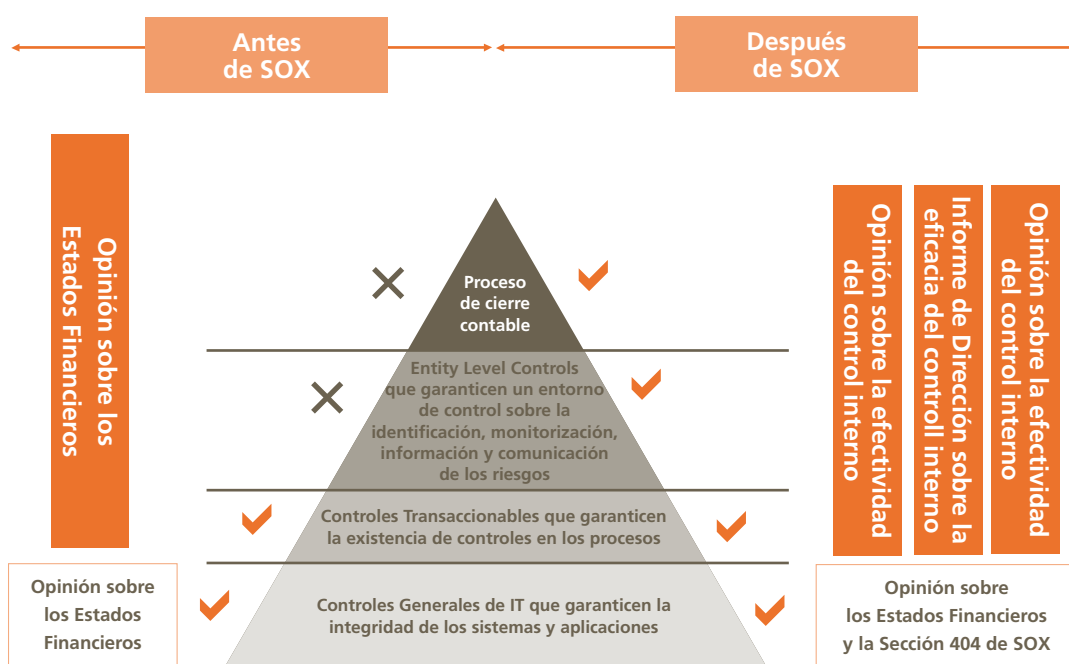 Antes
de SOX
Después
de SOX
Opinión sobre los
Estados Financieros
Proceso
de cierre
contable
Entity Level Controls
que garanticen un entorno
de control sobre la
identificación, monitorización,
información y comunicación
de los riesgos
Controles Transaccionables que garanticen
la existencia de controles en los procesos
Controles Generales de IT que garanticen la
integridad de los sistemas y aplicaciones
Opinión sobre la efectividad
del control interno
Informe de Dirección sobre la
eficacia del controll interno
Opinión sobre la efectividad
del control interno
Opinión sobre
los Estados
Financieros
Opinión sobre
los Estados Financieros
y la Sección 404 de SOX